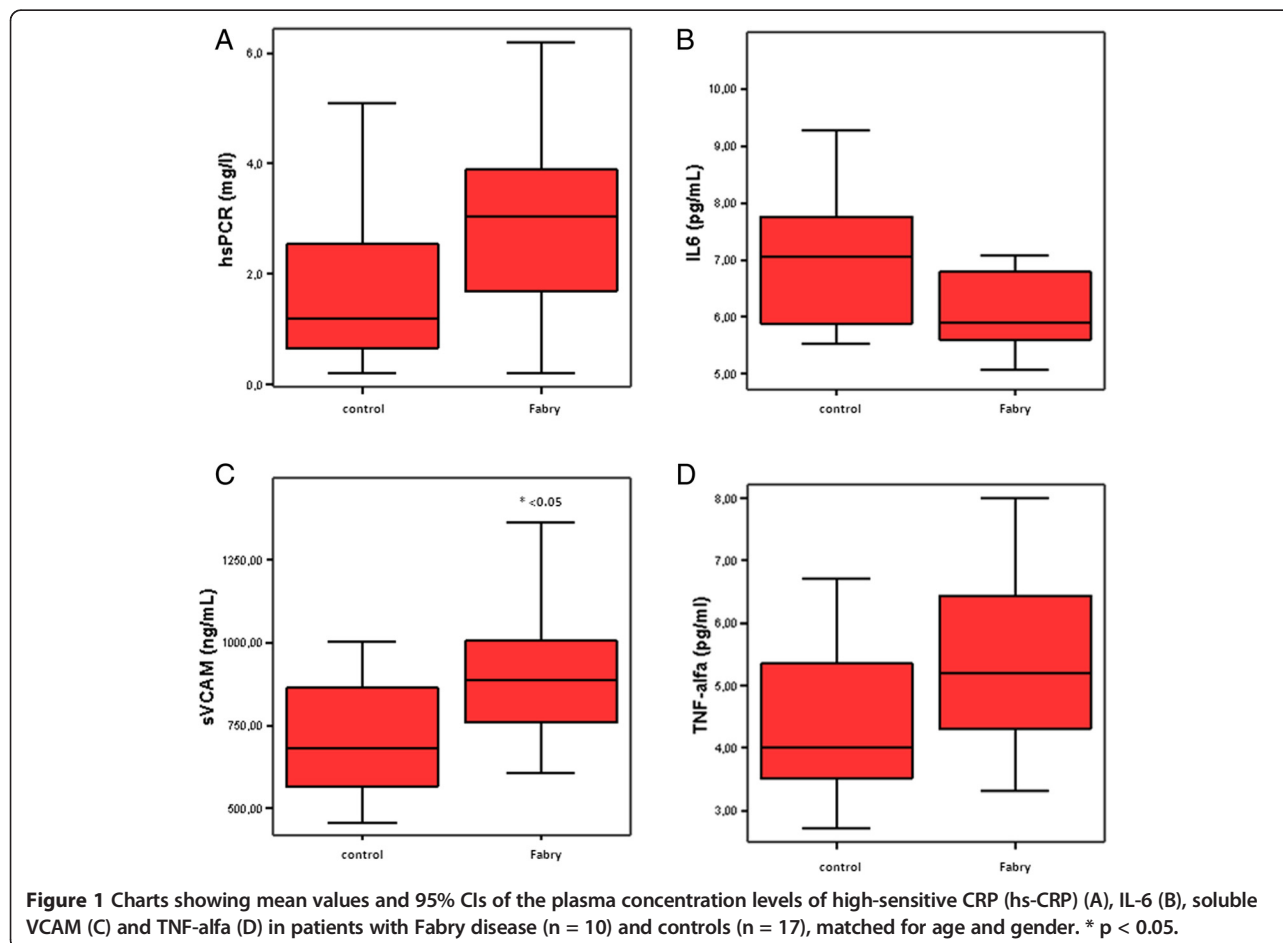 A
hsPCR (mg/l)
6,0
4,0
2,0
0,0
control Fabry
B
IL6 (pg/mL)
10,00
9,00
8,00
7,00
6,00
5,00
control Fabry
C
sVCAM (ng/mL)
* <0.05
1250,00
1000,00
750,00
500,00
control Fabry
D
TNF-alfa (pg/ml)
8,00
7,00
6,00
5,00
4,00
3,00
control Fabry
Figure 1 Charts showing mean values and 95% CIs of the plasma concentration levels of high-sensitive CRP (hs-CRP) (A), IL-6 (B), soluble
VCAM (C) and TNF-alfa (D) in patients with Fabry disease (n = 10) and controls (n = 17), matched for age and gender. * p < 0.05.